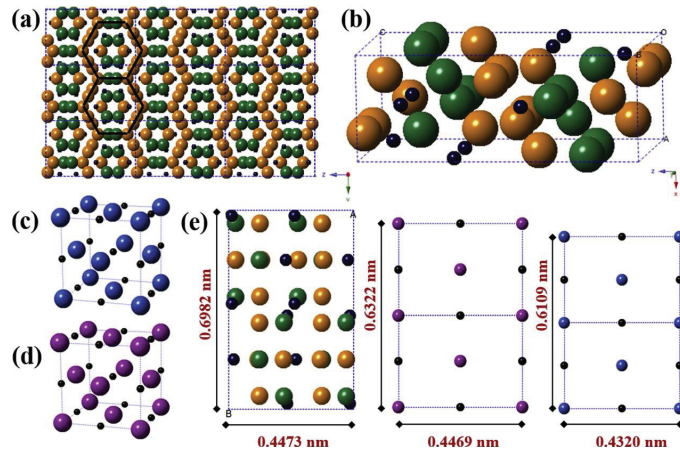 (a)
(b)
C
O
B
A
z
y
z
x
(c)
(d)
(e)
A
B
0.6982 nm
0.4473 nm
0.6322 nm
0.4469 nm
0.6109 nm
0.4320 nm